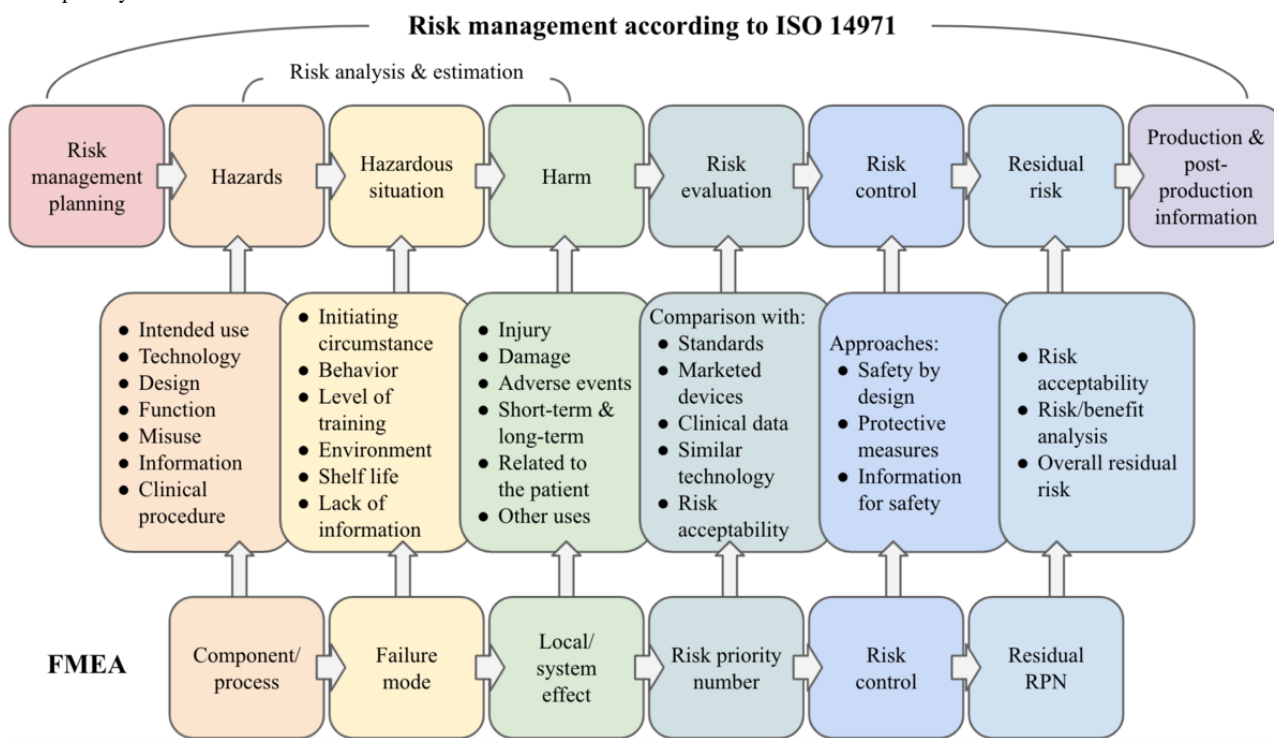 Risk management according to ISO 14971
Risk analysis & estimation
Risk
management
planning
Hazards
Hazardous
situation
Harm
Risk
evaluation
Risk
control
Residual
risk
Production &
post-
production
information
● Intended use
● Technology
● Design
● Function
● Misuse
● Information
● Clinical
procedure
● Initiating
circumstance
● Behavior
● Level of
training
● Environment
● Shelf life
● Lack of
information
● Injury
● Damage
● Adverse events
● Short-term &
long-term
● Related to
the patient
● Other uses
Comparison with:
● Standards
● Marketed
devices
● Clinical data
● Similar
technology
● Risk
acceptability
Approaches:
● Safety by
design
● Protective
measures
● Information
for safety
● Risk
acceptability
● Risk/benefit
analysis
● Overall residual
risk
FMEA
Component/
process
Failure
mode
Local/
system
effect
Risk priority
number
Risk
control
Residual
RPN